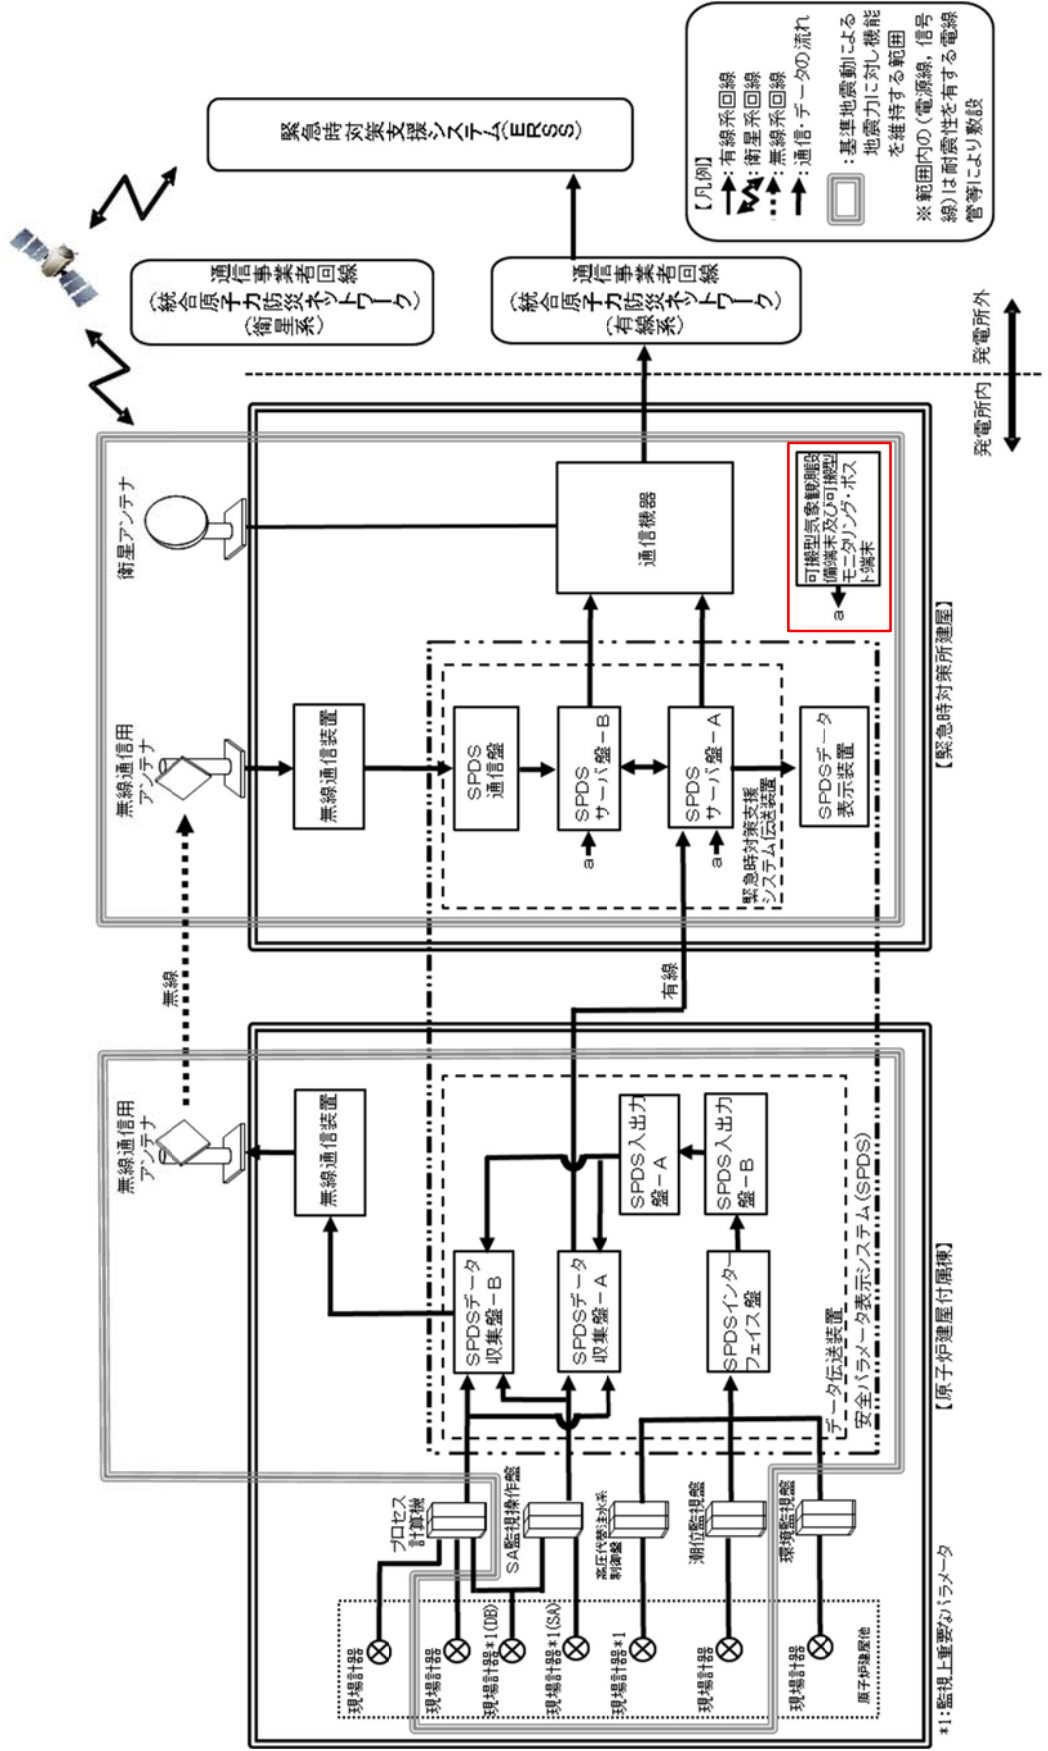 緊急時対策支援システム(ERSS)
通信事業者回線
(統合原子力防災ネットワーク)
(衛星系)
通信事業者回線
(統合原子力防災ネットワーク)
(有線系)
【凡例】
:有線系回線
:衛星系回線
:無線系回線
:通信・データの流れ
:基準地震動による
地震力に対し機能
を維持する範囲
※範囲内の(電源線,信号
線)は耐震性を有する電線
管等により敷設
発電所外
発電所内
衛星アンテナ
通信機器
可搬型気象観測設
備端末及び可搬型
モニタリング・ポス
ト端末
a
無線通信用
アンテナ
無線通信装置
SPDS
通信盤
SPDS
サーバ盤-B
a
SPDS
サーバ盤-A
a
緊急時対策支援
システム伝送装置
SPDSデータ
表示装置
【緊急時対策所建屋】
無線
有線
無線通信用
アンテナ
無線通信装置
SPDSデータ
収集盤-B
SPDSデータ
収集盤-A
SPDS入出力
盤-A
SPDS入出力
盤-B
SPDSインター
フェイス盤
データ伝送装置
安全パラメータ表示システム(SPDS)
【原子炉建屋付属棟】
プロセス
計算機
SA監視操作盤
高圧代替注水系
制御盤
潮位監視盤
環境監視盤
現場計器
現場計器
現場計器*1(DB)
現場計器*1(SA)
現場計器*1
現場計器
現場計器
原子炉建屋他
*1:監視上重要なパラメータ